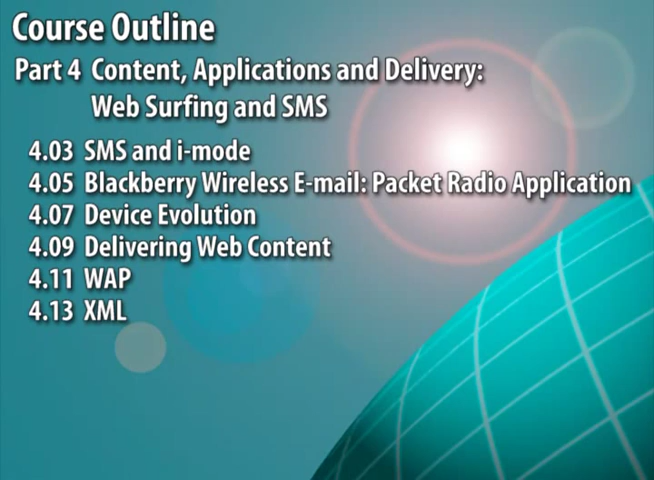 Course Outline
Part 4 Content, Applications and Delivery:
Web Surfing and SMS
4.03 SMS and i-mode
4.05 Blackberry Wireless E-mail: Packet Radio Application
4.07 Device Evolution
4.09 Delivering Web Content
4.11 WAP
4.13 XML